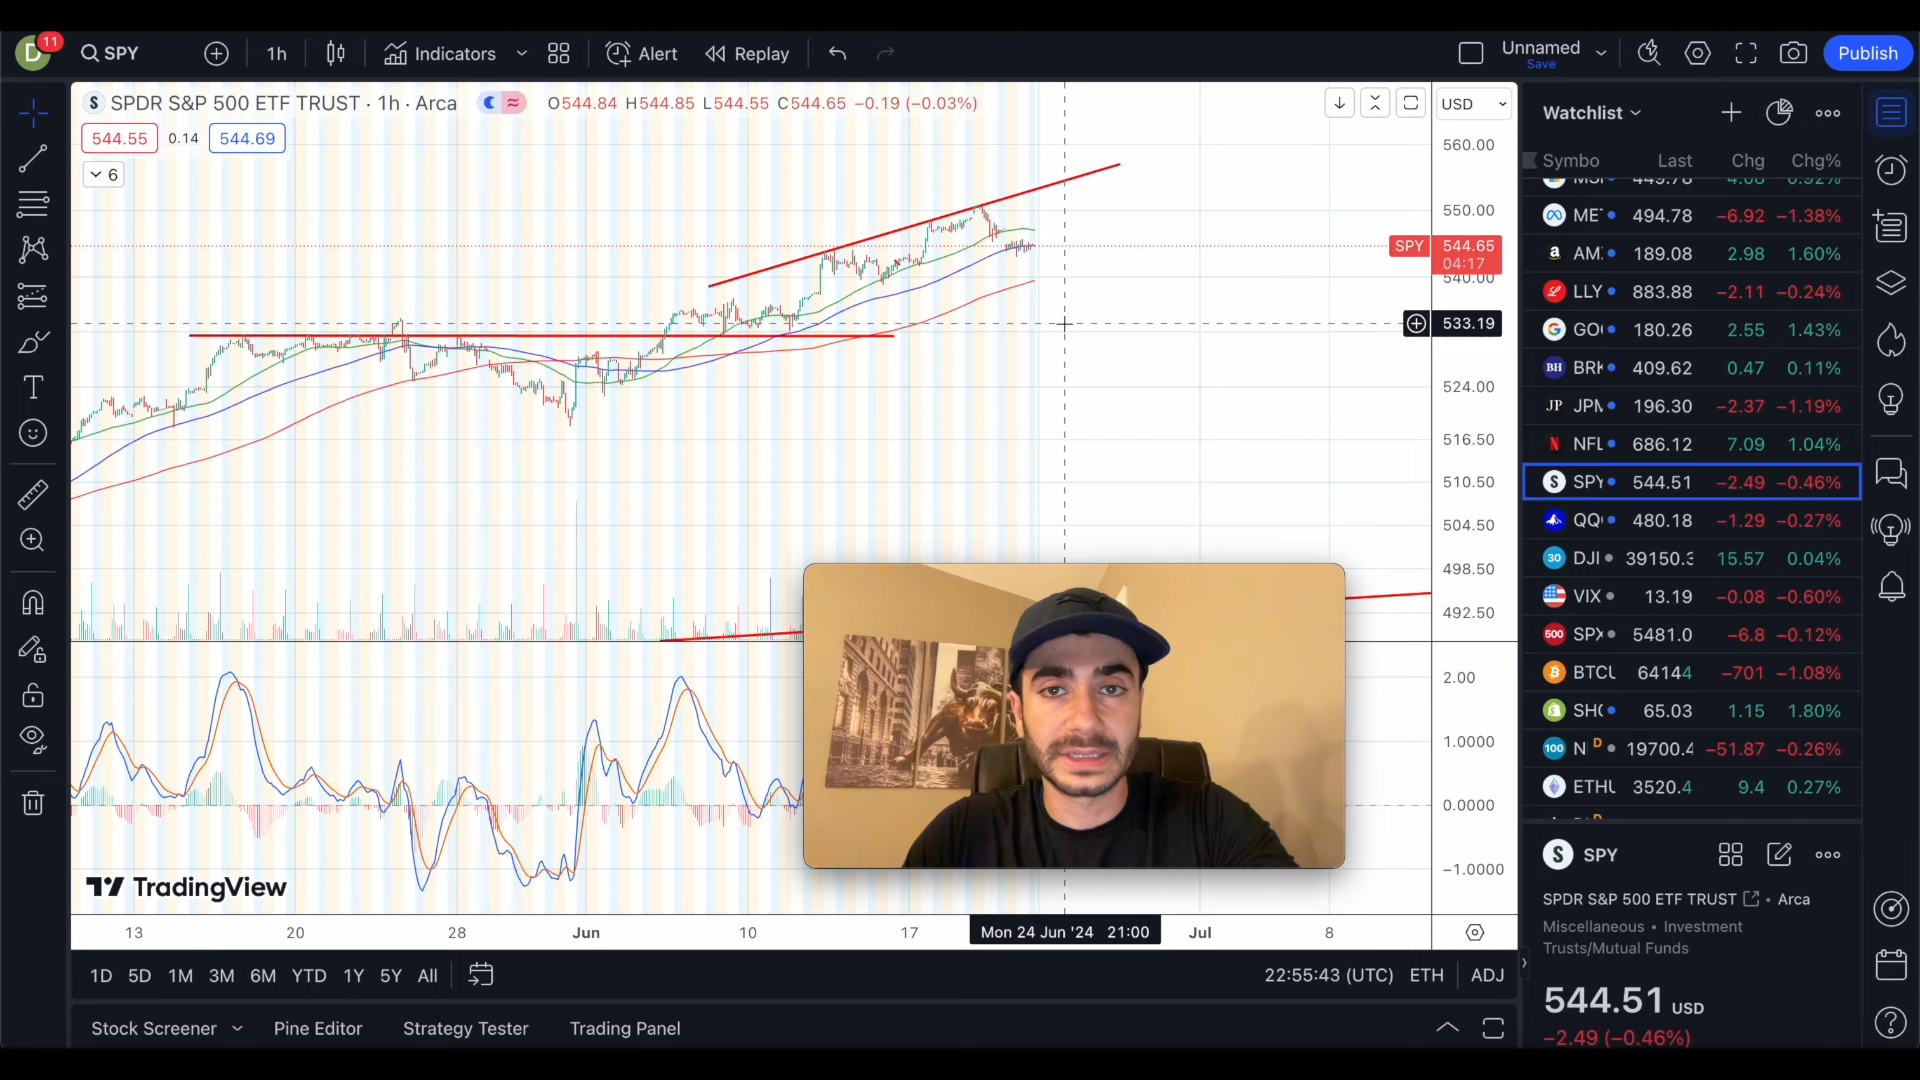 D 11 SPY 1h Indicators Alert Replay Unnamed Save Publish
S SPDR S&P 500 ETF TRUST · 1h · Arca O544.84 H544.85 L544.55 C544.65 −0.19 (−0.03%) USD
544.55 0.14 544.69
6
560.00
550.00
SPY 544.65
04:17
540.00
533.19
524.00
516.50
510.50
504.50
498.50
492.50
2.00
1.0000
0.0000
−1.0000
TradingView
13 20 28 Jun 10 17 Mon 24 Jun '24 21:00 Jul 8
1D 5D 1M 3M 6M YTD 1Y 5Y All 22:55:43 (UTC) ETH ADJ
Stock Screener Pine Editor Strategy Tester Trading Panel
Watchlist
Symbo Last Chg Chg%
449.78 4.08 0.92%
ME 494.78 −6.92 −1.38%
a AM 189.08 2.98 1.60%
LLY 883.88 −2.11 −0.24%
G GO 180.26 2.55 1.43%
BH BRK 409.62 0.47 0.11%
JP JPM 196.30 −2.37 −1.19%
N NFL 686.12 7.09 1.04%
S SPY 544.51 −2.49 −0.46%
QQ 480.18 −1.29 −0.27%
30 DJI 39150.3 15.57 0.04%
VIX 13.19 −0.08 −0.60%
500 SPX 5481.0 −6.8 −0.12%
BTCU 64144 −701 −1.08%
SHO 65.03 1.15 1.80%
100 N D 19700.4 −51.87 −0.26%
ETHU 3520.4 9.4 0.27%
S SPY
SPDR S&P 500 ETF TRUST • Arca
Miscellaneous • Investment
Trusts/Mutual Funds
544.51 USD
−2.49 (−0.46%)